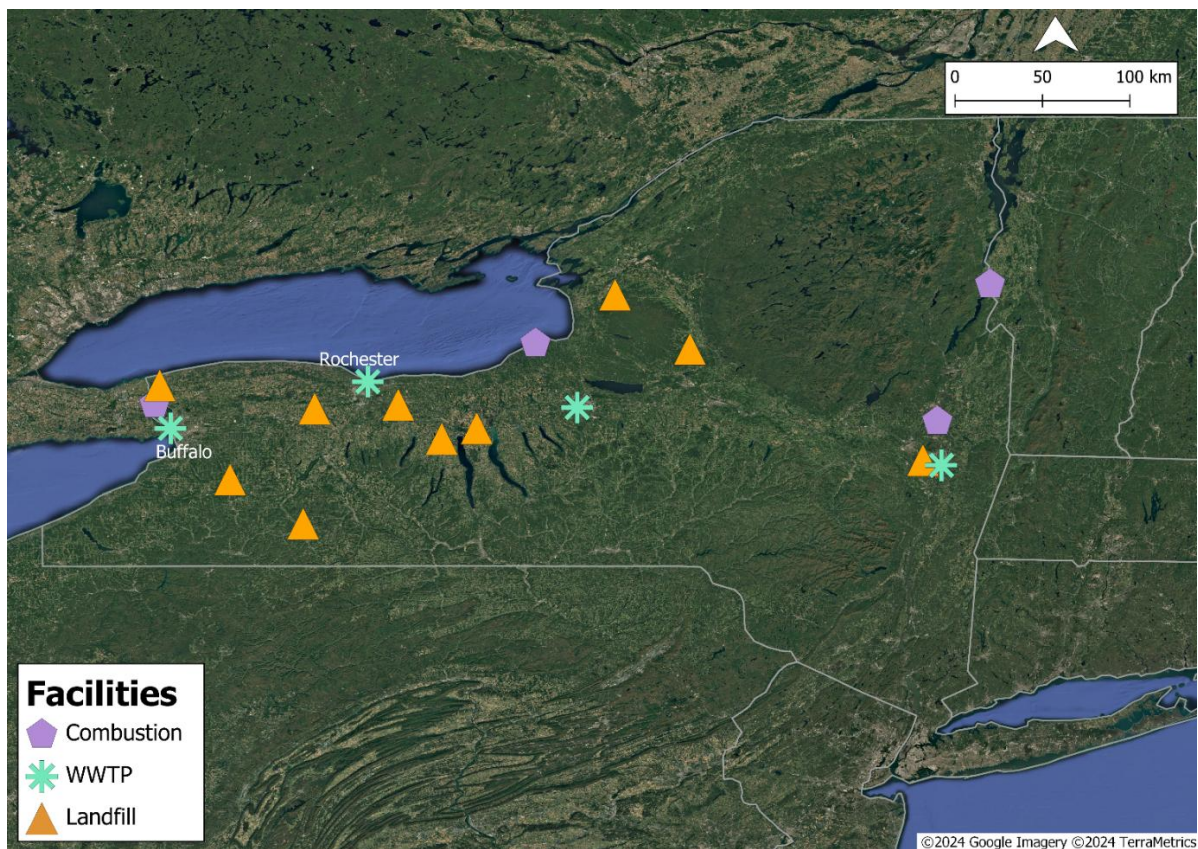 0 50 100 km
Rochester
Buffalo
Facilities
Combustion
WWTP
Landfill
©2024 Google Imagery ©2024 TerraMetrics